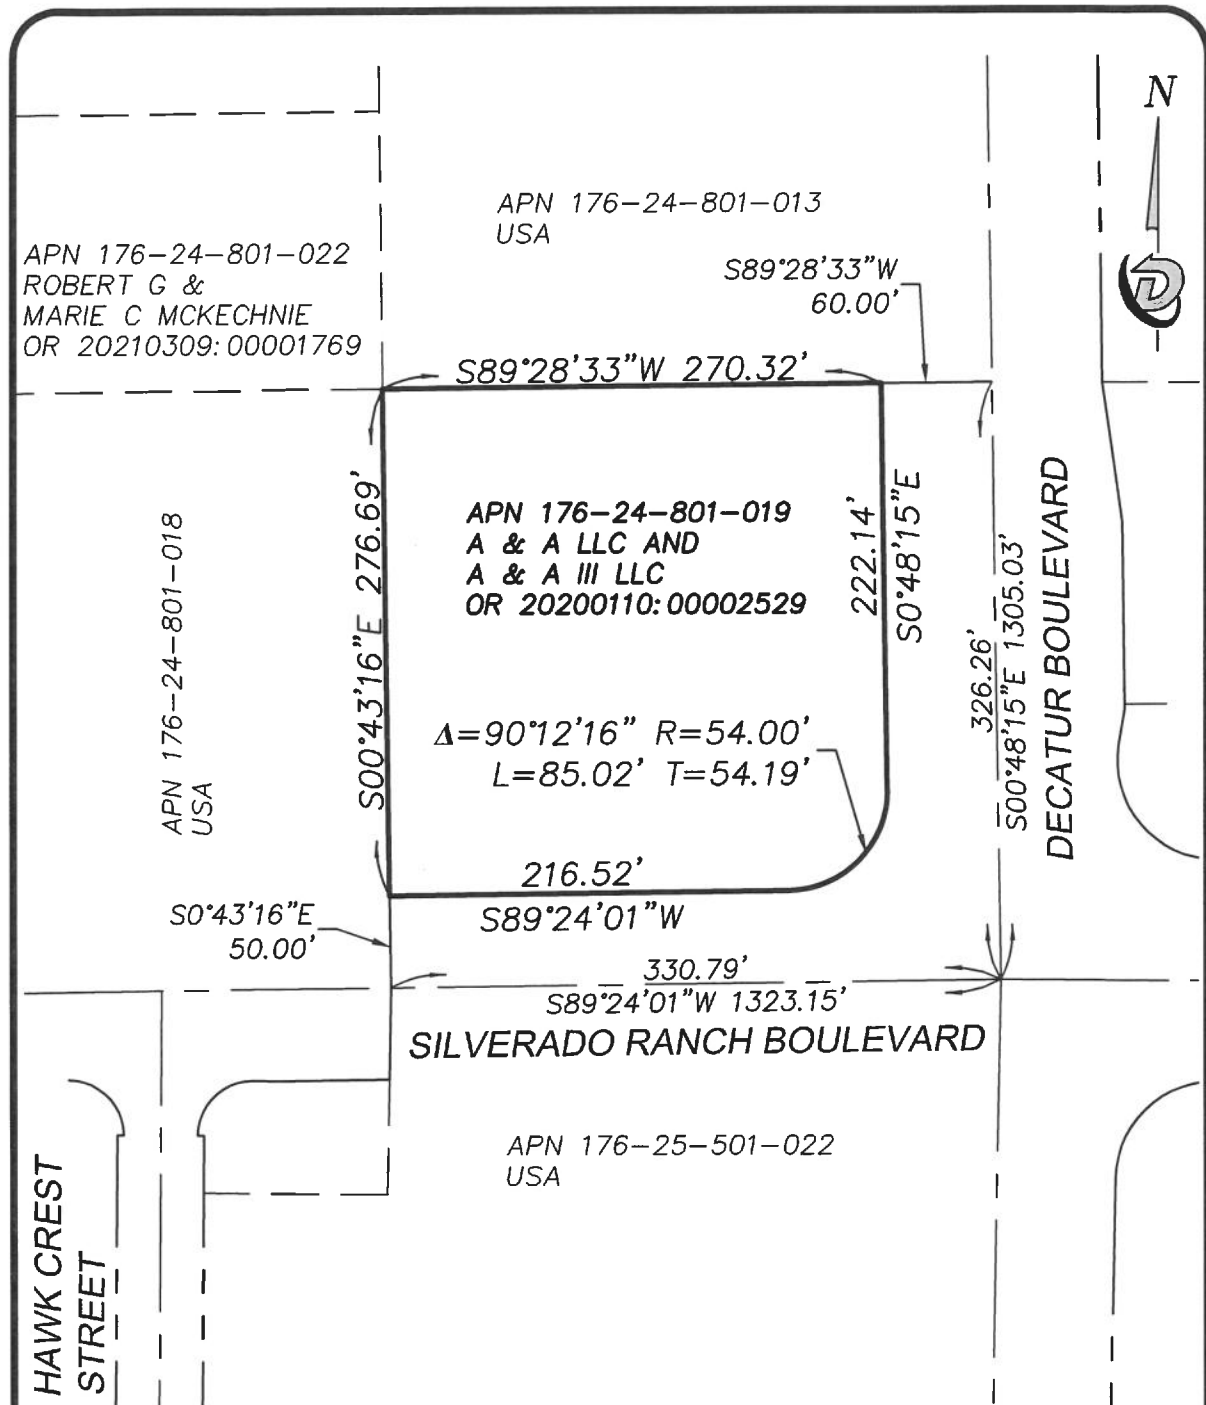 N
APN 176-24-801-013
USA
APN 176-24-801-022
ROBERT G &
MARIE C MCKECHNIE
OR 20210309:00001769
S89°28'33"W
60.00'
S89°28'33"W 270.32'
APN 176-24-801-018
USA
S00°43'16"E 276.69'
APN 176-24-801-019
A & A LLC AND
A & A III LLC
OR 20200110:00002529
222.14'
S0°48'15"E
326.26'
S00°48'15"E 1305.03'
DECATUR BOULEVARD
Δ=90°12'16" R=54.00'
L=85.02' T=54.19'
216.52'
S89°24'01"W
S0°43'16"E
50.00'
330.79'
S89°24'01"W 1323.15'
SILVERADO RANCH BOULEVARD
APN 176-25-501-022
USA
HAWK CREST
STREET
D